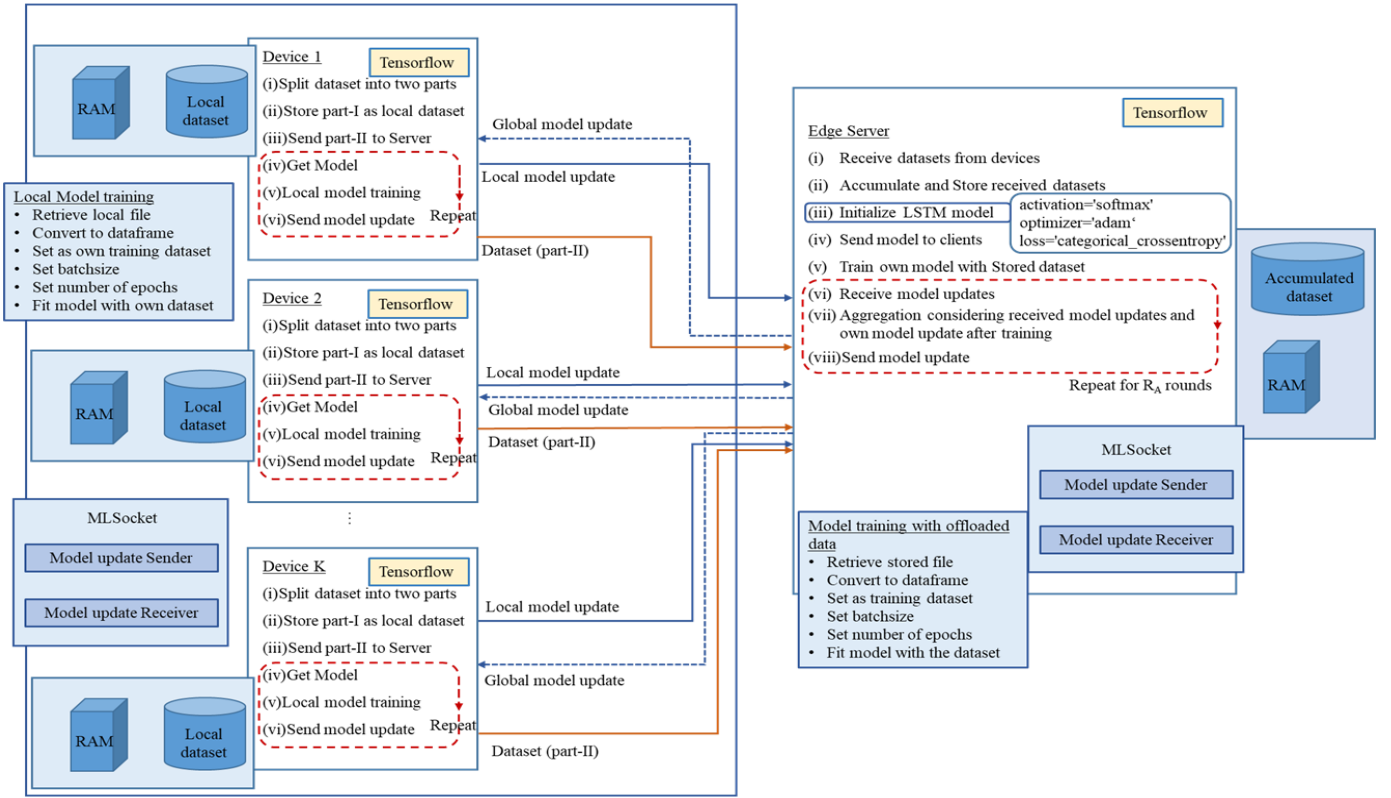 Device 1
Tensorflow
(i)Split dataset into two parts
(ii)Store part-I as local dataset
(iii)Send part-II to Server
(iv)Get Model
(v)Local model training
(vi)Send model update
Repeat
RAM
Local
dataset
Local Model training
• Retrieve local file
• Convert to dataframe
• Set as own training dataset
• Set batchsize
• Set number of epochs
• Fit model with own dataset
Device 2
Tensorflow
(i)Split dataset into two parts
(ii)Store part-I as local dataset
(iii)Send part-II to Server
(iv)Get Model
(v)Local model training
(vi)Send model update
Repeat
RAM
Local
dataset
MLSocket
Model update Sender
Model update Receiver
⋮
Device K
Tensorflow
(i)Split dataset into two parts
(ii)Store part-I as local dataset
(iii)Send part-II to Server
(iv)Get Model
(v)Local model training
(vi)Send model update
Repeat
RAM
Local
dataset
Global model update
Local model update
Dataset (part-II)
Local model update
Global model update
Dataset (part-II)
Local model update
Global model update
Dataset (part-II)
Tensorflow
Edge Server
(i) Receive datasets from devices
(ii) Accumulate and Store received datasets
(iii) Initialize LSTM model
activation='softmax'
optimizer='adam‘
loss='categorical_crossentropy'
(iv) Send model to clients
(v) Train own model with Stored dataset
(vi) Receive model updates
(vii) Aggregation considering received model updates and
own model update after training
(viii)Send model update
Repeat for RA rounds
Accumulated
dataset
RAM
MLSocket
Model update Sender
Model update Receiver
Model training with offloaded
data
• Retrieve stored file
• Convert to dataframe
• Set as training dataset
• Set batchsize
• Set number of epochs
• Fit model with the dataset